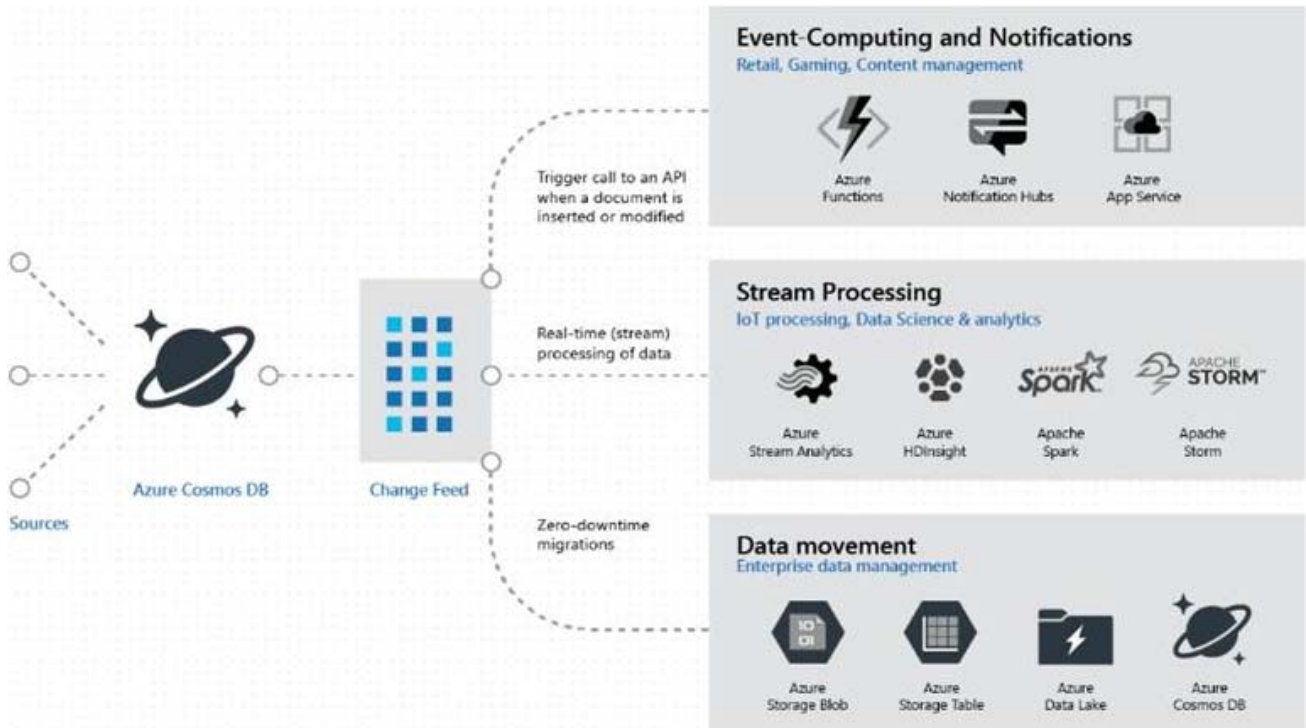 Event-Computing and Notifications
Retail, Gaming, Content management
Azure
Functions
Azure
Notification Hubs
Azure
App Service
Trigger call to an API
when a document is
inserted or modified
Stream Processing
IoT processing, Data Science & analytics
Real-time (stream)
processing of data
APACHE
Spark
APACHE
STORM™
Azure
Stream Analytics
Azure
HDInsight
Apache
Spark
Apache
Storm
Sources
Azure Cosmos DB
Change Feed
Zero-downtime
migrations
Data movement
Enterprise data management
10
01
Azure
Storage Blob
Azure
Storage Table
Azure
Data Lake
Azure
Cosmos DB